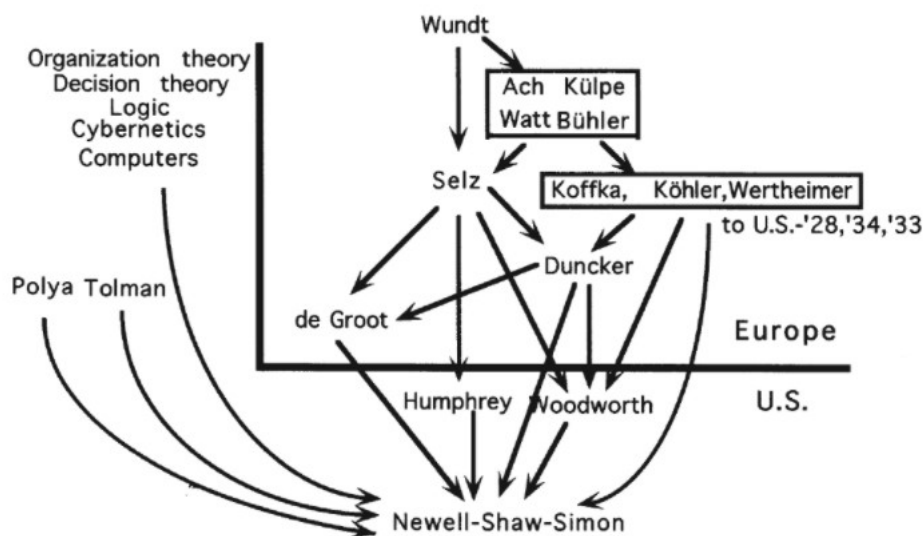 Wundt
Organization theory
Decision theory
Logic
Cybernetics
Computers
Ach Külpe
Watt Bühler
Selz
Koffka, Köhler,Wertheimer
to U.S.-'28,'34,'33
Duncker
Polya Tolman
de Groot
Europe
U.S.
Humphrey Woodworth
Newell-Shaw-Simon